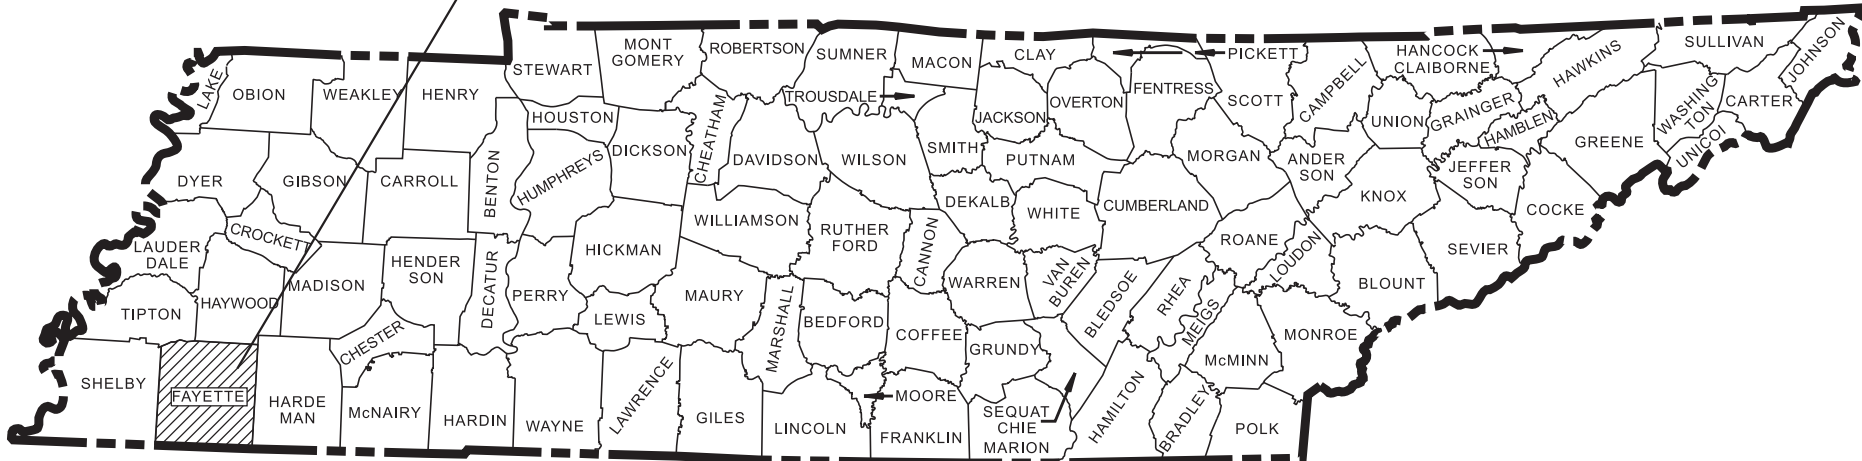 STEWART
MONT
GOMERY
ROBERTSON
SUMNER
MACON
CLAY
PICKETT
HANCOCK
CLAIBORNE
HAWKINS
SULLIVAN
JOHNSON
LAKE
OBION
WEAKLEY
HENRY
HOUSTON
CHEATHAM
TROUSDALE
JACKSON
OVERTON
FENTRESS
SCOTT
CAMPBELL
UNION
GRAINGER
HAMBLEN
WASHING
TON
CARTER
UNICOI
GREENE
DYER
GIBSON
CARROLL
BENTON
HUMPHREYS
DICKSON
DAVIDSON
WILSON
SMITH
PUTNAM
MORGAN
ANDER
SON
KNOX
JEFFER
SON
COCKE
LAUDER
DALE
CROCKETT
MADISON
HENDER
SON
DECATUR
PERRY
HICKMAN
WILLIAMSON
RUTHER
FORD
CANNON
DEKALB
WHITE
CUMBERLAND
ROANE
LOUDON
BLOUNT
SEVIER
TIPTON
HAYWOOD
CHESTER
LEWIS
MAURY
MARSHALL
BEDFORD
COFFEE
WARREN
VAN
BUREN
BLEDSOE
RHEA
MEIGS
McMINN
MONROE
SHELBY
FAYETTE
HARDE
MAN
McNAIRY
HARDIN
WAYNE
LAWRENCE
GILES
LINCOLN
MOORE
FRANKLIN
GRUNDY
SEQUAT
CHIE
MARION
HAMILTON
BRADLEY
POLK